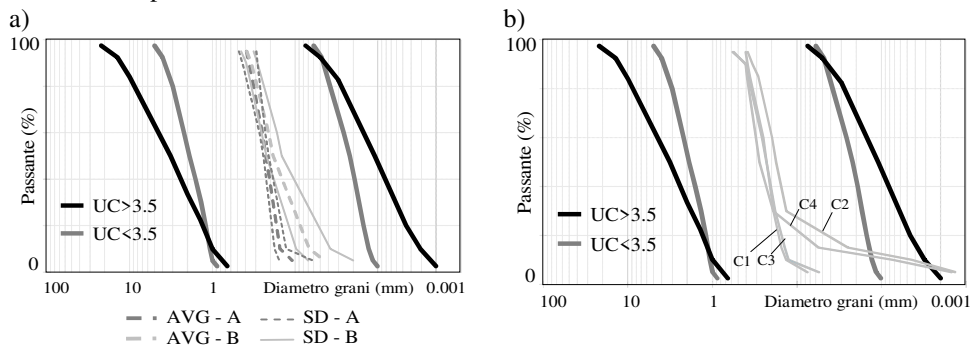 a)
100
Passante (%)
UC>3.5
UC<3.5
0
100 10 1 Diametro grani (mm) 0.001
AVG - A SD - A
AVG - B SD - B
b)
100
Passante (%)
UC>3.5
UC<3.5
C4 C2
C1 C3
0
100 10 1 Diametro grani (mm) 0.001